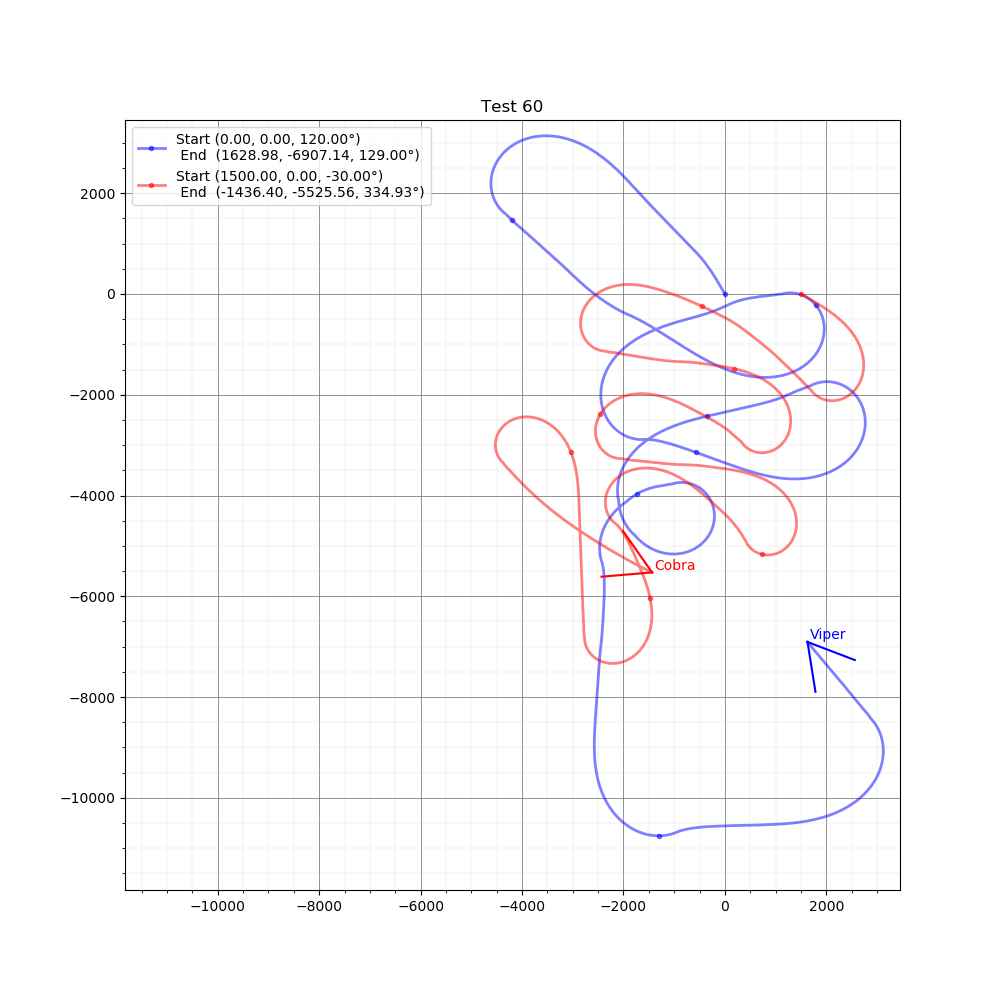 Test 60
Start (0.00, 0.00, 120.00°)
End (1628.98, -6907.14, 129.00°)
Start (1500.00, 0.00, -30.00°)
End (-1436.40, -5525.56, 334.93°)
2000
0
−2000
−4000
−6000
−8000
−10000
Cobra
Viper
−10000 −8000 −6000 −4000 −2000 0 2000